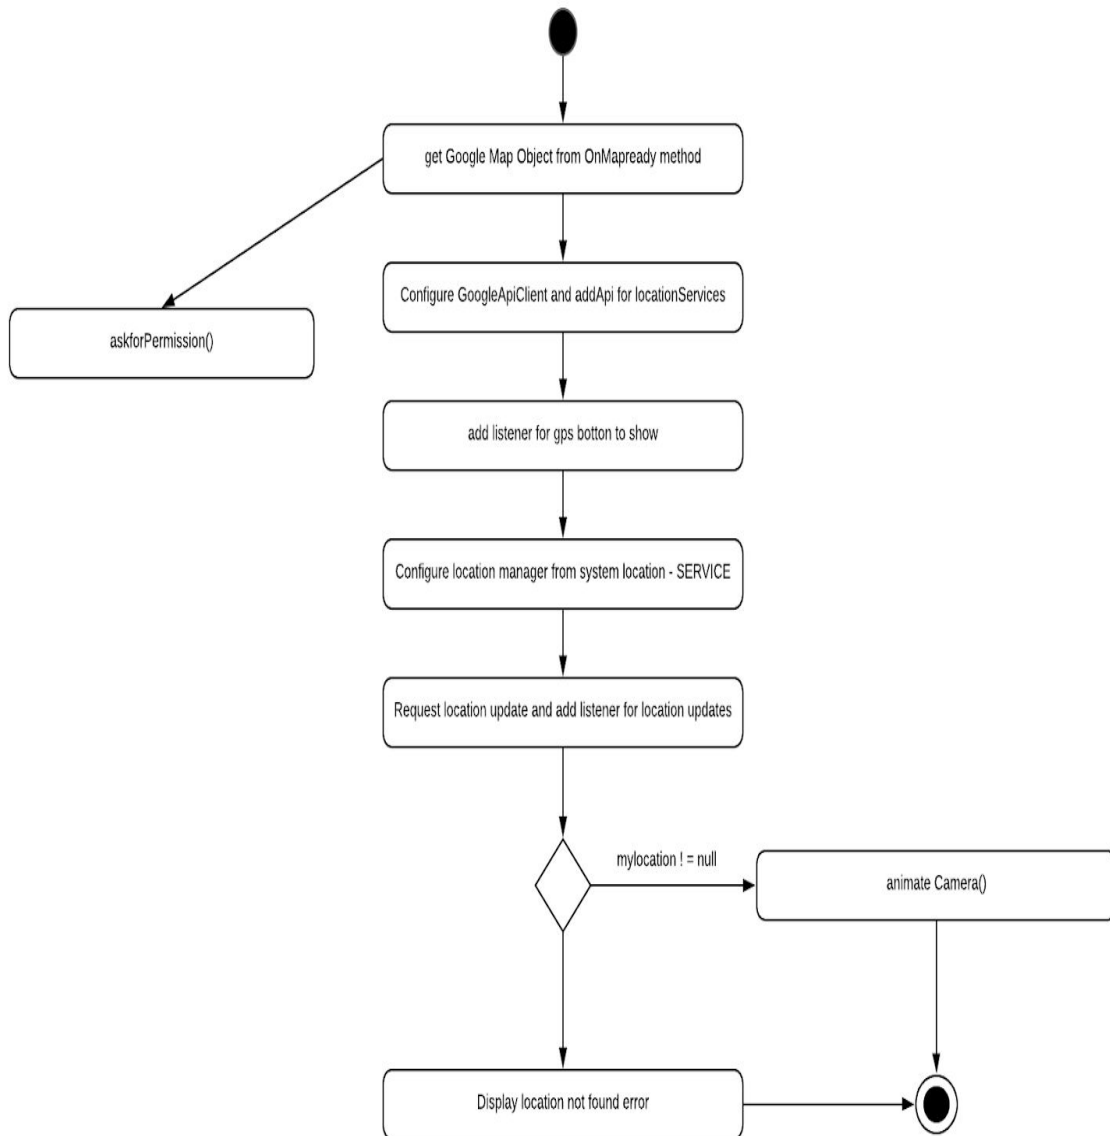 get Google Map Object from OnMapready method
Configure GoogleApiClient and addApi for locationServices
askforPermission()
add listener for gps botton to show
Configure location manager from system location - SERVICE
Request location update and add listener for location updates
mylocation ! = null
animate Camera()
Display location not found error